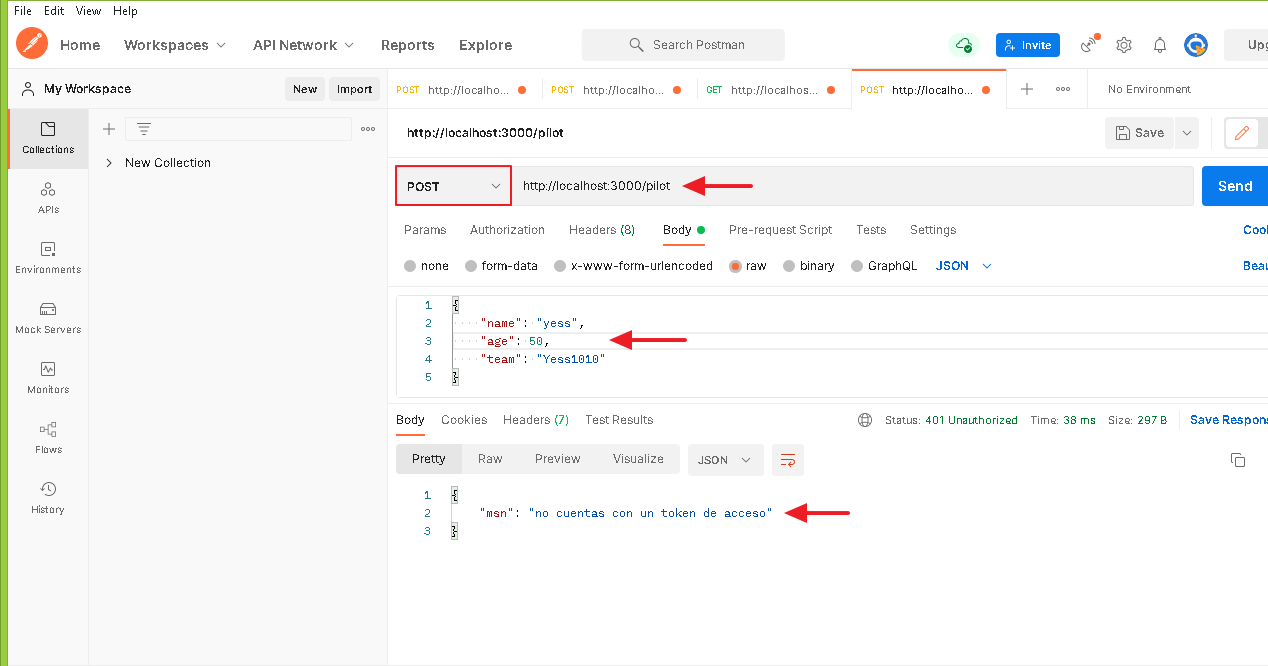 File Edit View Help
Home Workspaces API Network Reports Explore Search Postman Invite Upg
My Workspace New Import POST http://localho... POST http://localho... GET http://localhos... POST http://localho... No Environment
Collections
New Collection
APIs
Environments
Mock Servers
Monitors
Flows
History
http://localhost:3000/pilot Save
POST http://localhost:3000/pilot Send
Params Authorization Headers (8) Body Pre-request Script Tests Settings Cool
none form-data x-www-form-urlencoded raw binary GraphQL JSON Beau
1 {
2 "name": "yess",
3 "age": 50,
4 "team": "Yess1010"
5 }
Body Cookies Headers (7) Test Results Status: 401 Unauthorized Time: 38 ms Size: 297 B Save Respons
Pretty Raw Preview Visualize JSON
1 {
2 "msn": "no cuentas con un token de acceso"
3 }